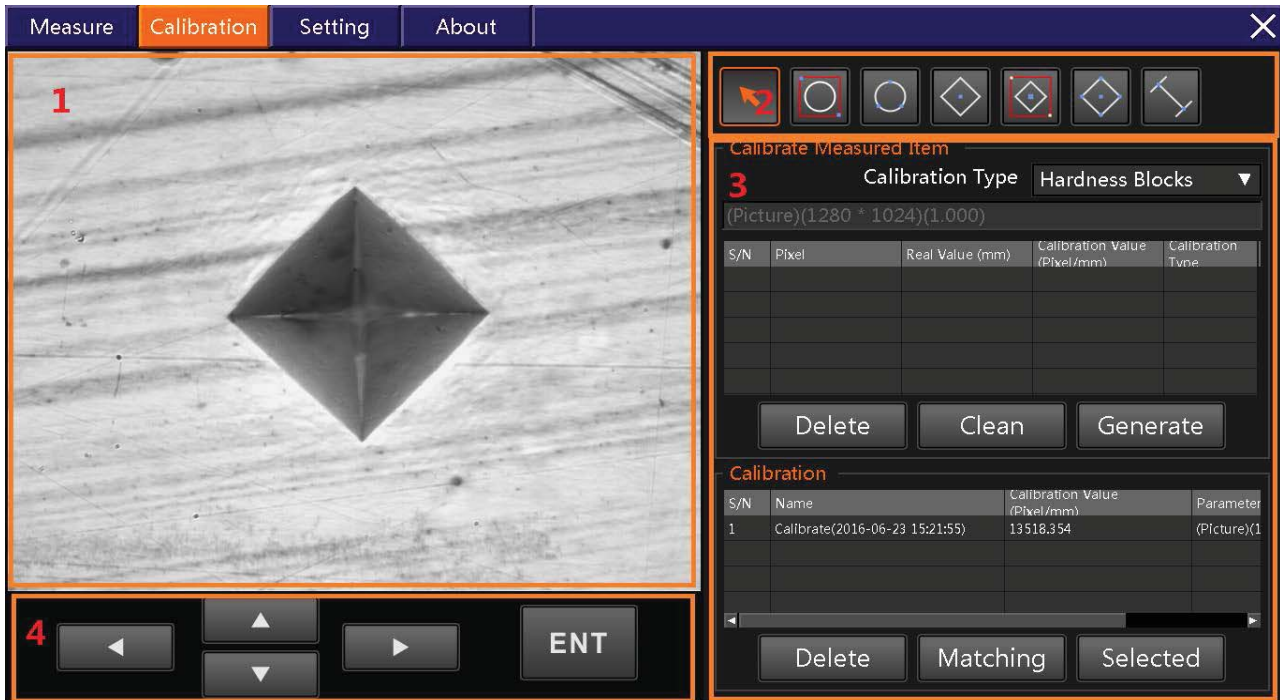 Measure Calibration Setting About
1
2
Calibrate Measured Item
3
Calibration Type Hardness Blocks
(Picture)(1280 * 1024)(1.000)
S/N Pixel Real Value (mm) Calibration Value (Pixel/mm) Calibration Type
Delete Clean Generate
Calibration
S/N Name Calibration Value (Pixel/mm) Parameter
1 Calibrate(2016-06-23 15:21:55) 13518.354 (Picture)(1
4
ENT
Delete Matching Selected